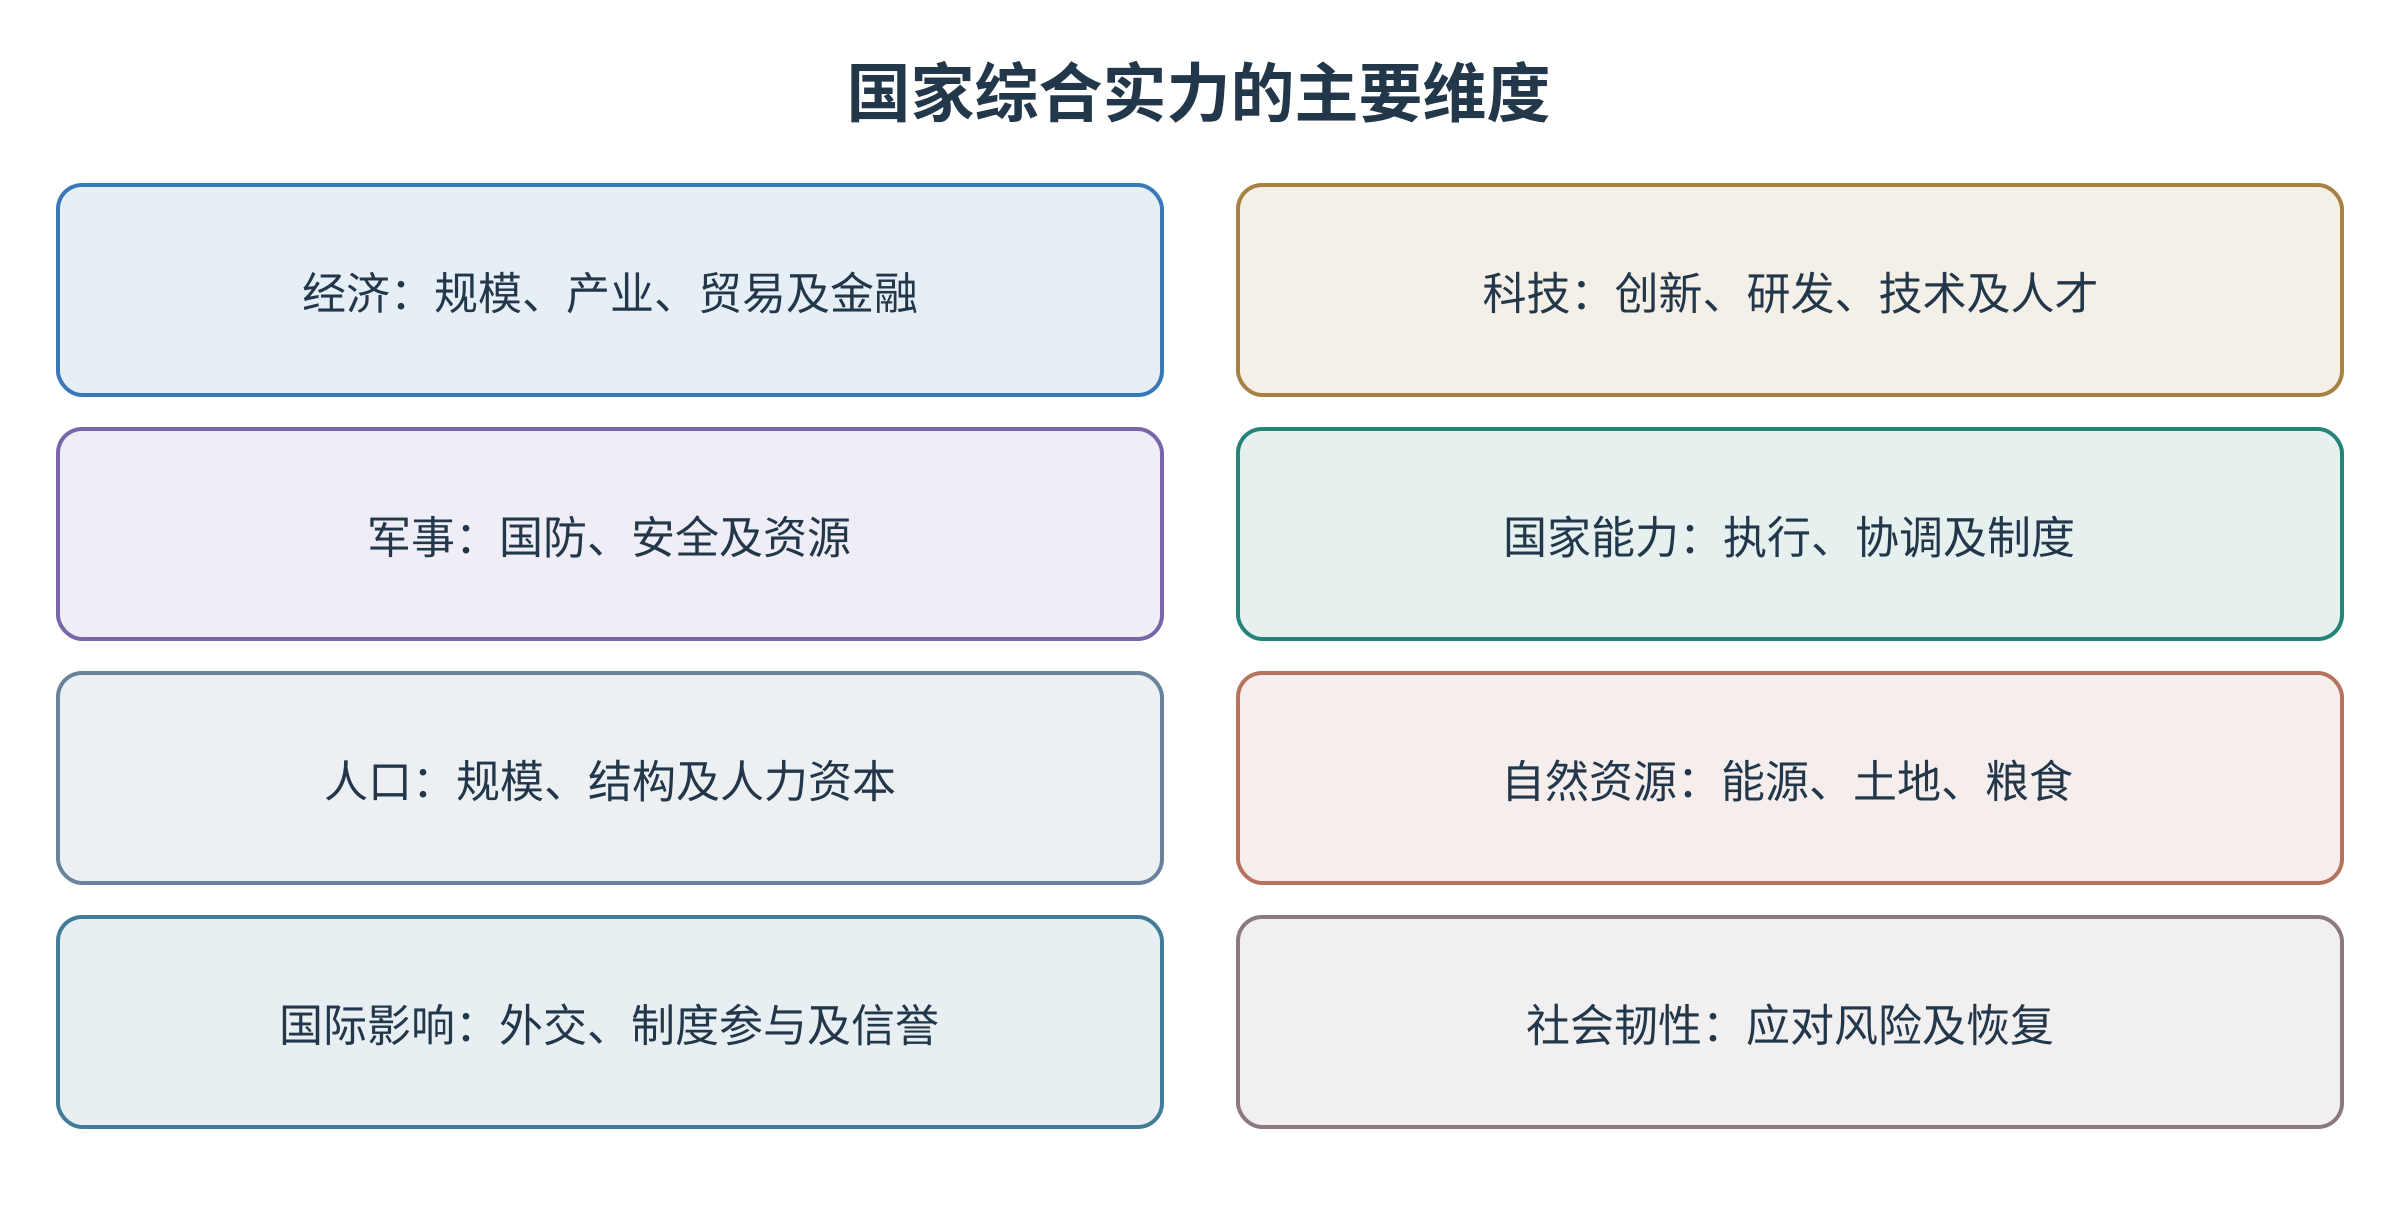 国家综合实力的主要维度
经济：规模、产业、贸易及金融
科技：创新、研发、技术及人才
军事：国防、安全及资源
国家能力：执行、协调及制度
人口：规模、结构及人力资本
自然资源：能源、土地、粮食
国际影响：外交、制度参与及信誉
社会韧性：应对风险及恢复